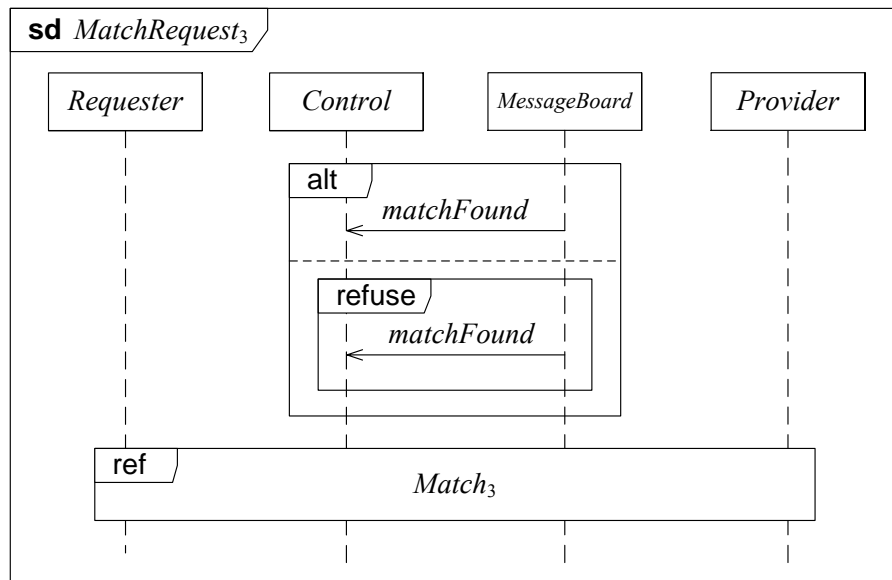 sd MatchRequest₃
Requester Control MessageBoard Provider
alt
matchFound
refuse
matchFound
ref
Match₃